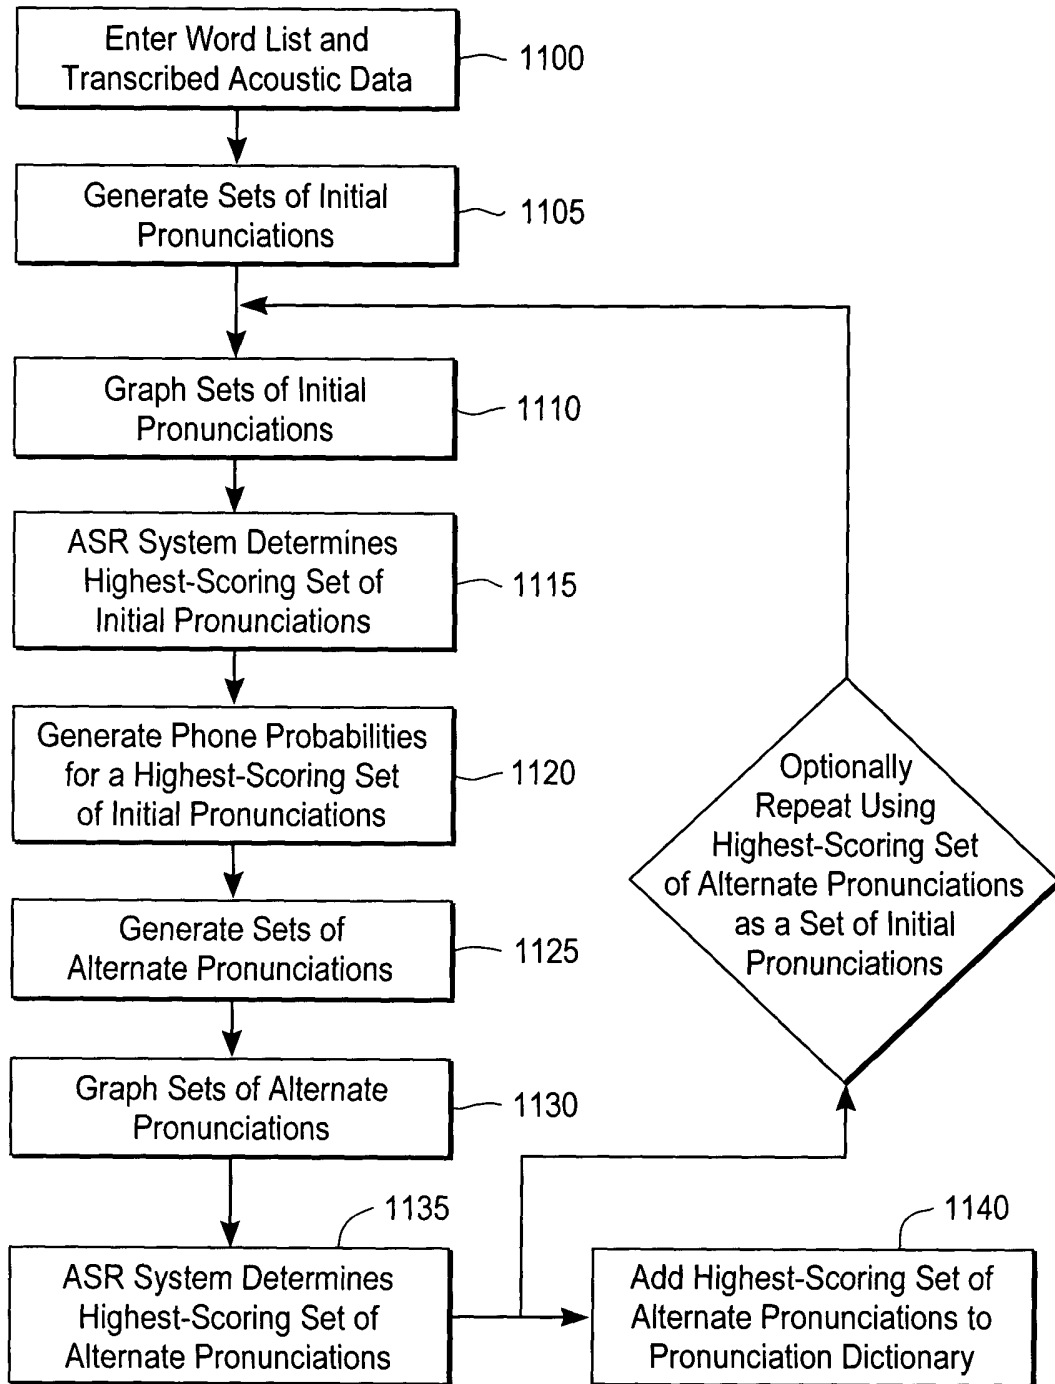 Enter Word List and
Transcribed Acoustic Data
1100
Generate Sets of Initial
Pronunciations
1105
Graph Sets of Initial
Pronunciations
1110
ASR System Determines
Highest-Scoring Set of
Initial Pronunciations
1115
Generate Phone Probabilities
for a Highest-Scoring Set
of Initial Pronunciations
1120
Generate Sets of
Alternate Pronunciations
1125
Graph Sets of Alternate
Pronunciations
1130
ASR System Determines
Highest-Scoring Set of
Alternate Pronunciations
1135
Optionally
Repeat Using
Highest-Scoring Set
of Alternate Pronunciations
as a Set of Initial
Pronunciations
1140
Add Highest-Scoring Set of
Alternate Pronunciations to
Pronunciation Dictionary